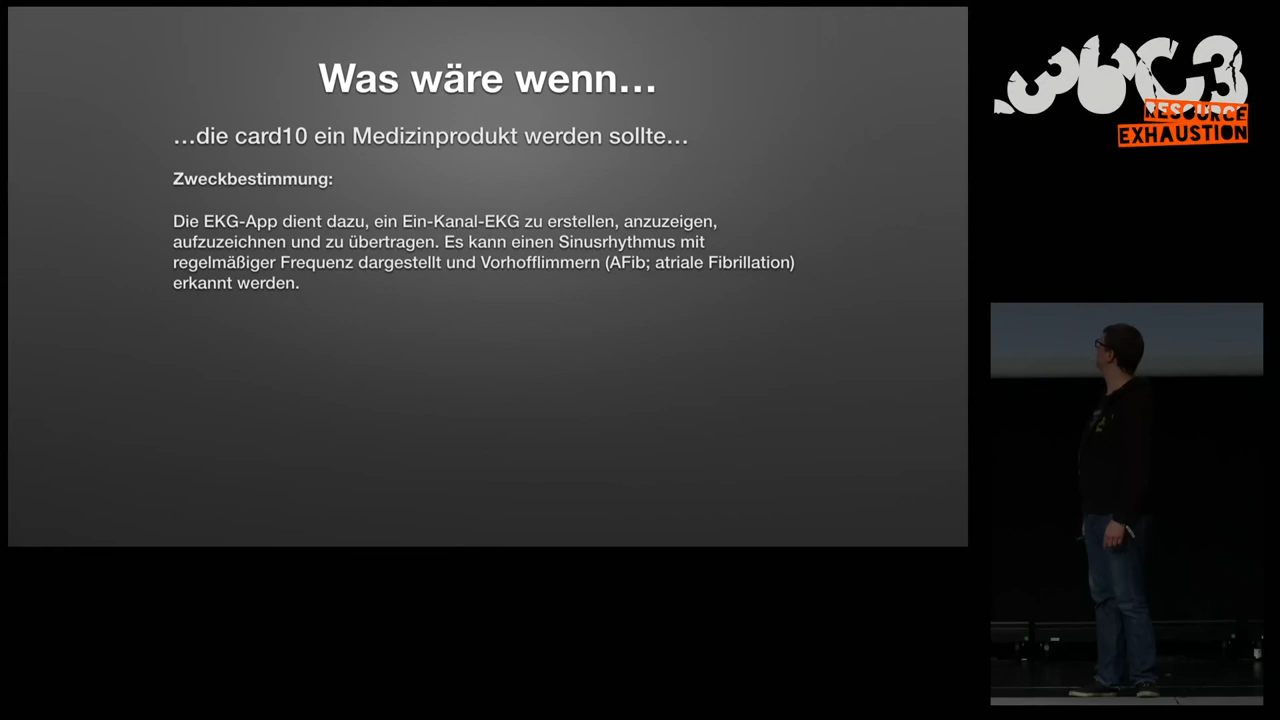 Was wäre wenn…
…die card10 ein Medizinprodukt werden sollte…
Zweckbestimmung:
Die EKG-App dient dazu, ein Ein-Kanal-EKG zu erstellen, anzuzeigen,
aufzuzeichnen und zu übertragen. Es kann einen Sinusrhythmus mit
regelmäßiger Frequenz dargestellt und Vorhofflimmern (AFib; atriale Fibrillation)
erkannt werden.
36C3
RESOURCE
EXHAUSTION